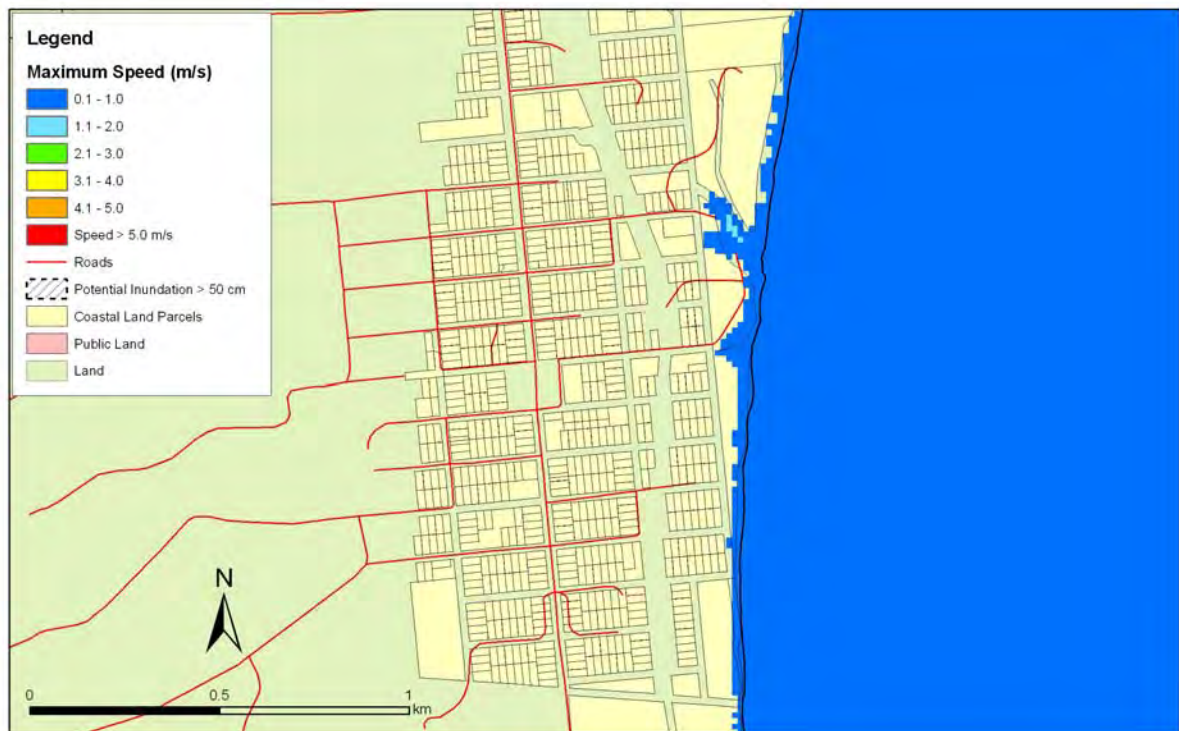 Legend
Maximum Speed (m/s)
0.1 - 1.0
1.1 - 2.0
2.1 - 3.0
3.1 - 4.0
4.1 - 5.0
Speed > 5.0 m/s
Roads
Potential Inundation > 50 cm
Coastal Land Parcels
Public Land
Land
N
0 0.5 1
km